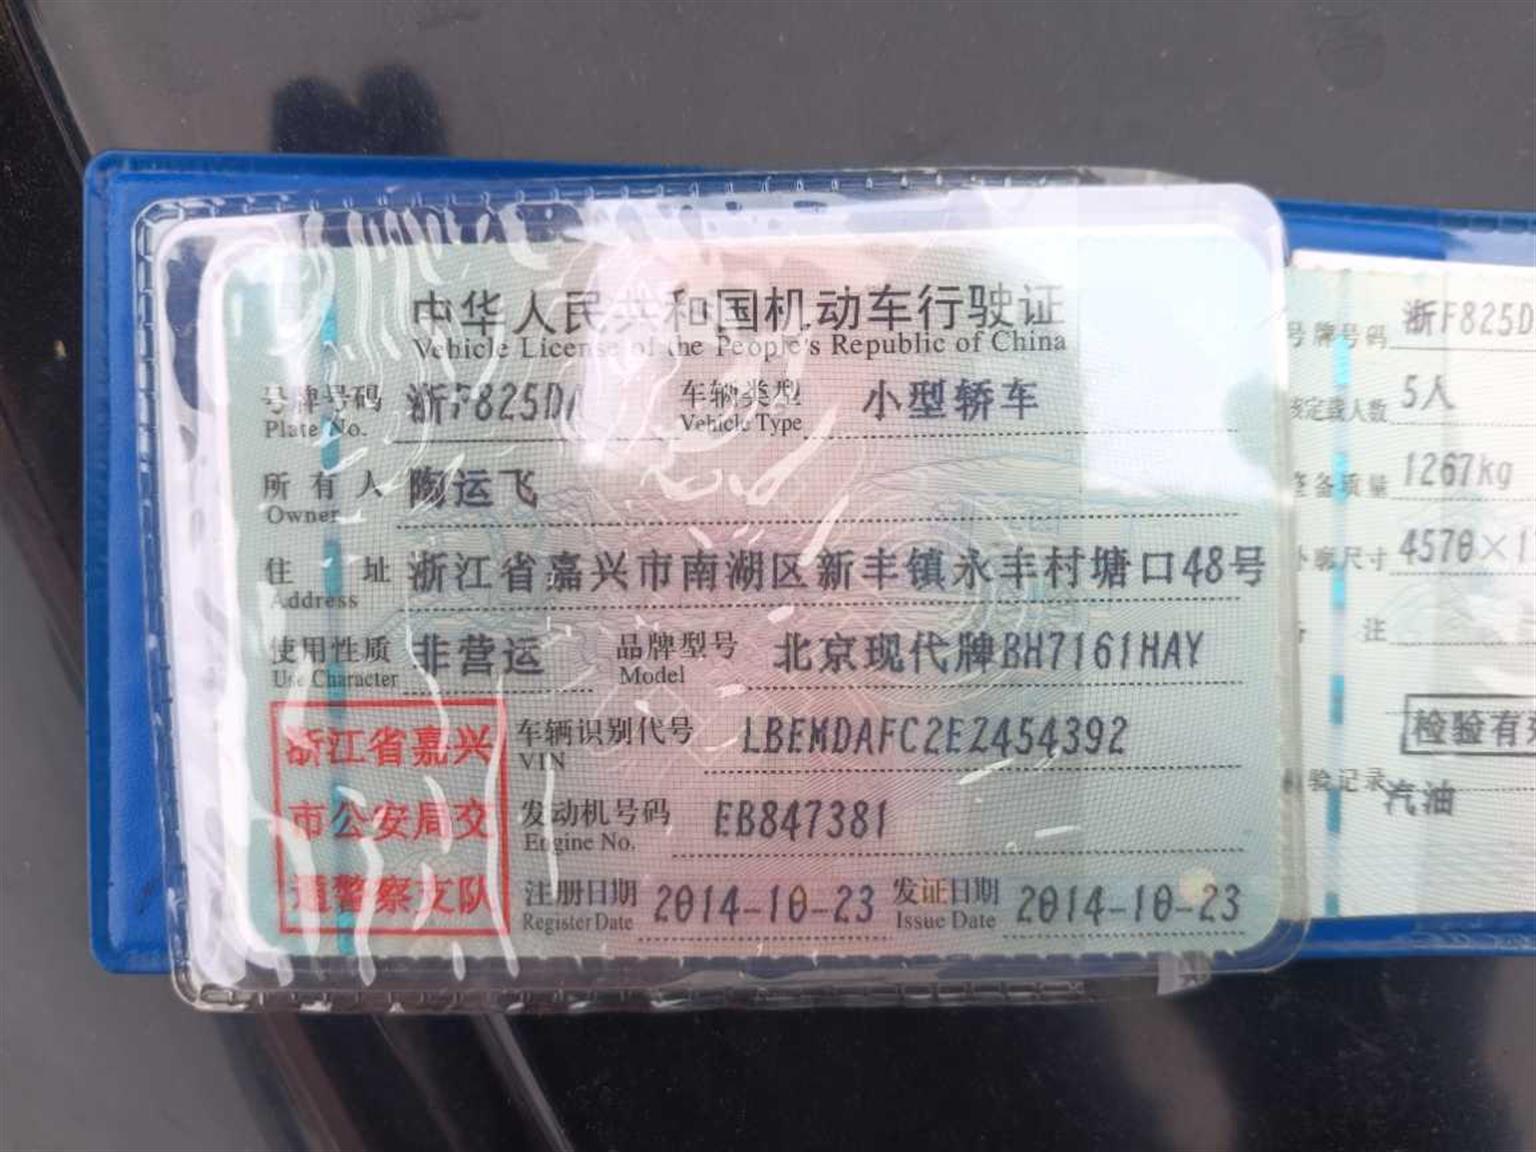 中华人民共和国机动车行驶证
Vehicle License of the People's Republic of China
号牌号码 浙F825D 车辆类型 小型轿车
Plate No. Vehicle Type
所有人 陶运飞
Owner
住址 浙江省嘉兴市南湖区新丰镇永丰村塘口48号
Address
使用性质 非营运 品牌型号 北京现代牌BH7161HAY
Use Character Model
浙江省嘉兴
市公安局交
通警察支队
车辆识别代号 LBEMDAFC2EZ454392
VIN
发动机号码 EB847381
Engine No.
注册日期 2014-10-23 发证日期 2014-10-23
Register Date Issue Date
号牌号码 浙F825D
核定载人数 5人
整备质量 1267kg
外廓尺寸 4570×1
注
检验有
验记录 汽油